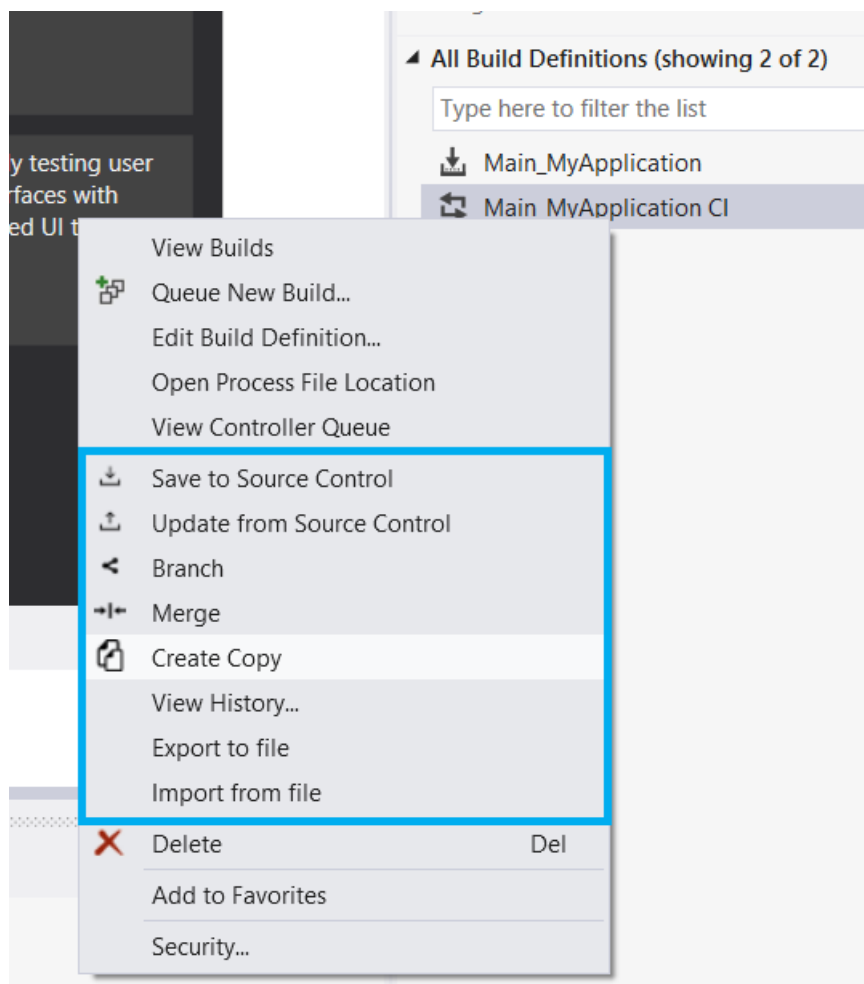 All Build Definitions (showing 2 of 2)
Type here to filter the list
Main_MyApplication
Main MyApplication CI
y testing user
rfaces with
ed UI t
View Builds
Queue New Build...
Edit Build Definition...
Open Process File Location
View Controller Queue
Save to Source Control
Update from Source Control
Branch
Merge
Create Copy
View History...
Export to file
Import from file
Delete Del
Add to Favorites
Security...